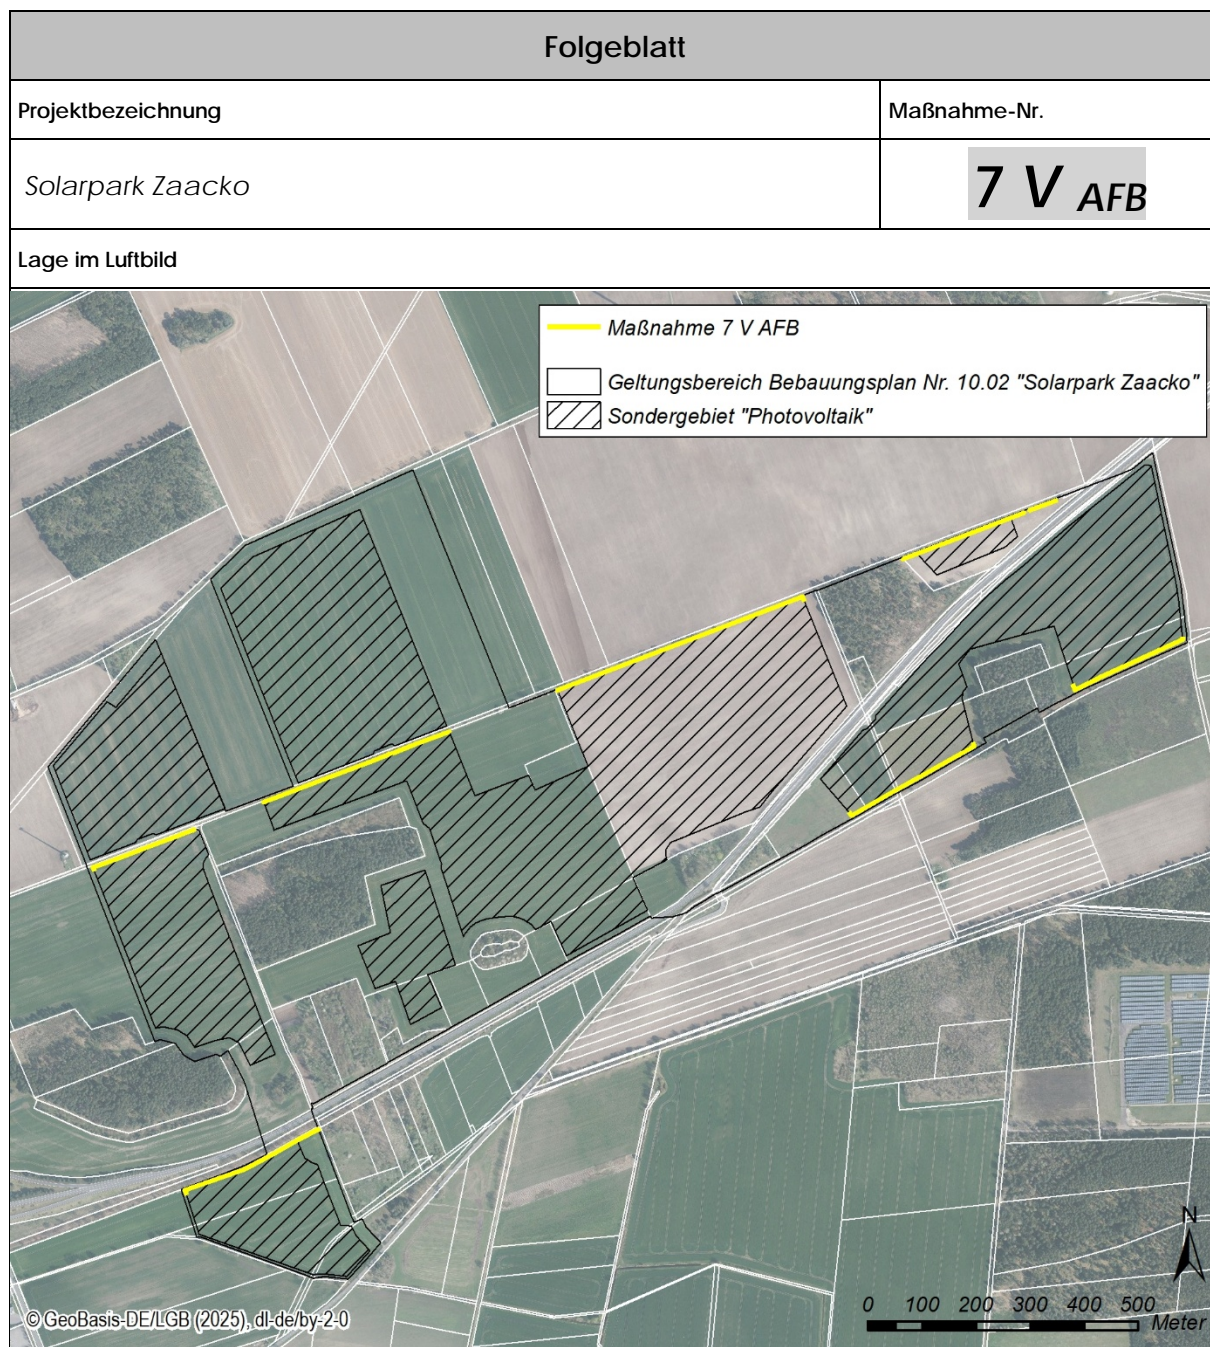 Folgeblatt
Projektbezeichnung
Maßnahme-Nr.
Solarpark Zaacko
7 V AFB
Lage im Luftbild
Maßnahme 7 V AFB
Geltungsbereich Bebauungsplan Nr. 10.02 "Solarpark Zaacko"
Sondergebiet "Photovoltaik"
N
0 100 200 300 400 500
Meter
© GeoBasis-DE/LGB (2025), dl-de/by-2-0